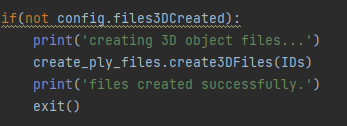 if(not config.files3DCreated):
    print('creating 3D object files...')
    create_ply_files.create3DFiles(IDs)
    print('files created successfully.')
    exit()